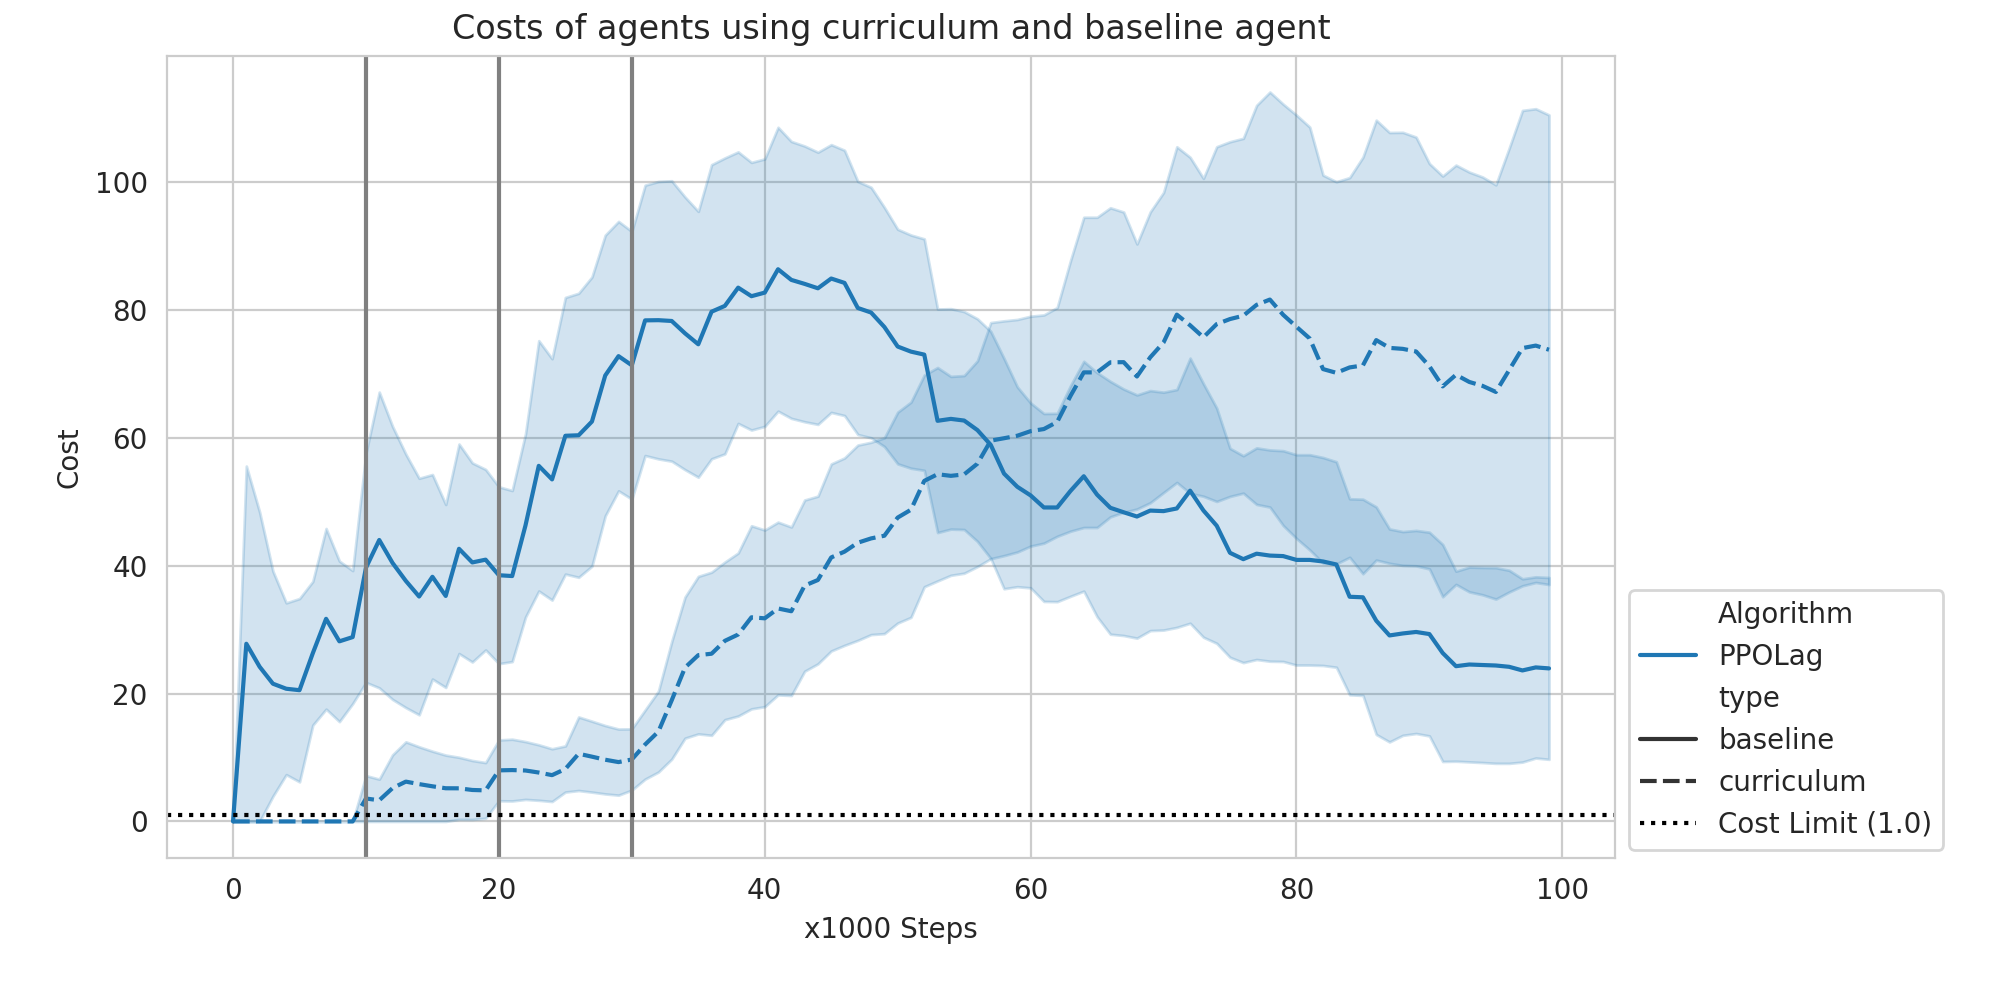 Costs of agents using curriculum and baseline agent
Cost
100
80
60
40
20
0
0 20 40 60 80 100
x1000 Steps
Algorithm
PPOLag
type
baseline
curriculum
Cost Limit (1.0)